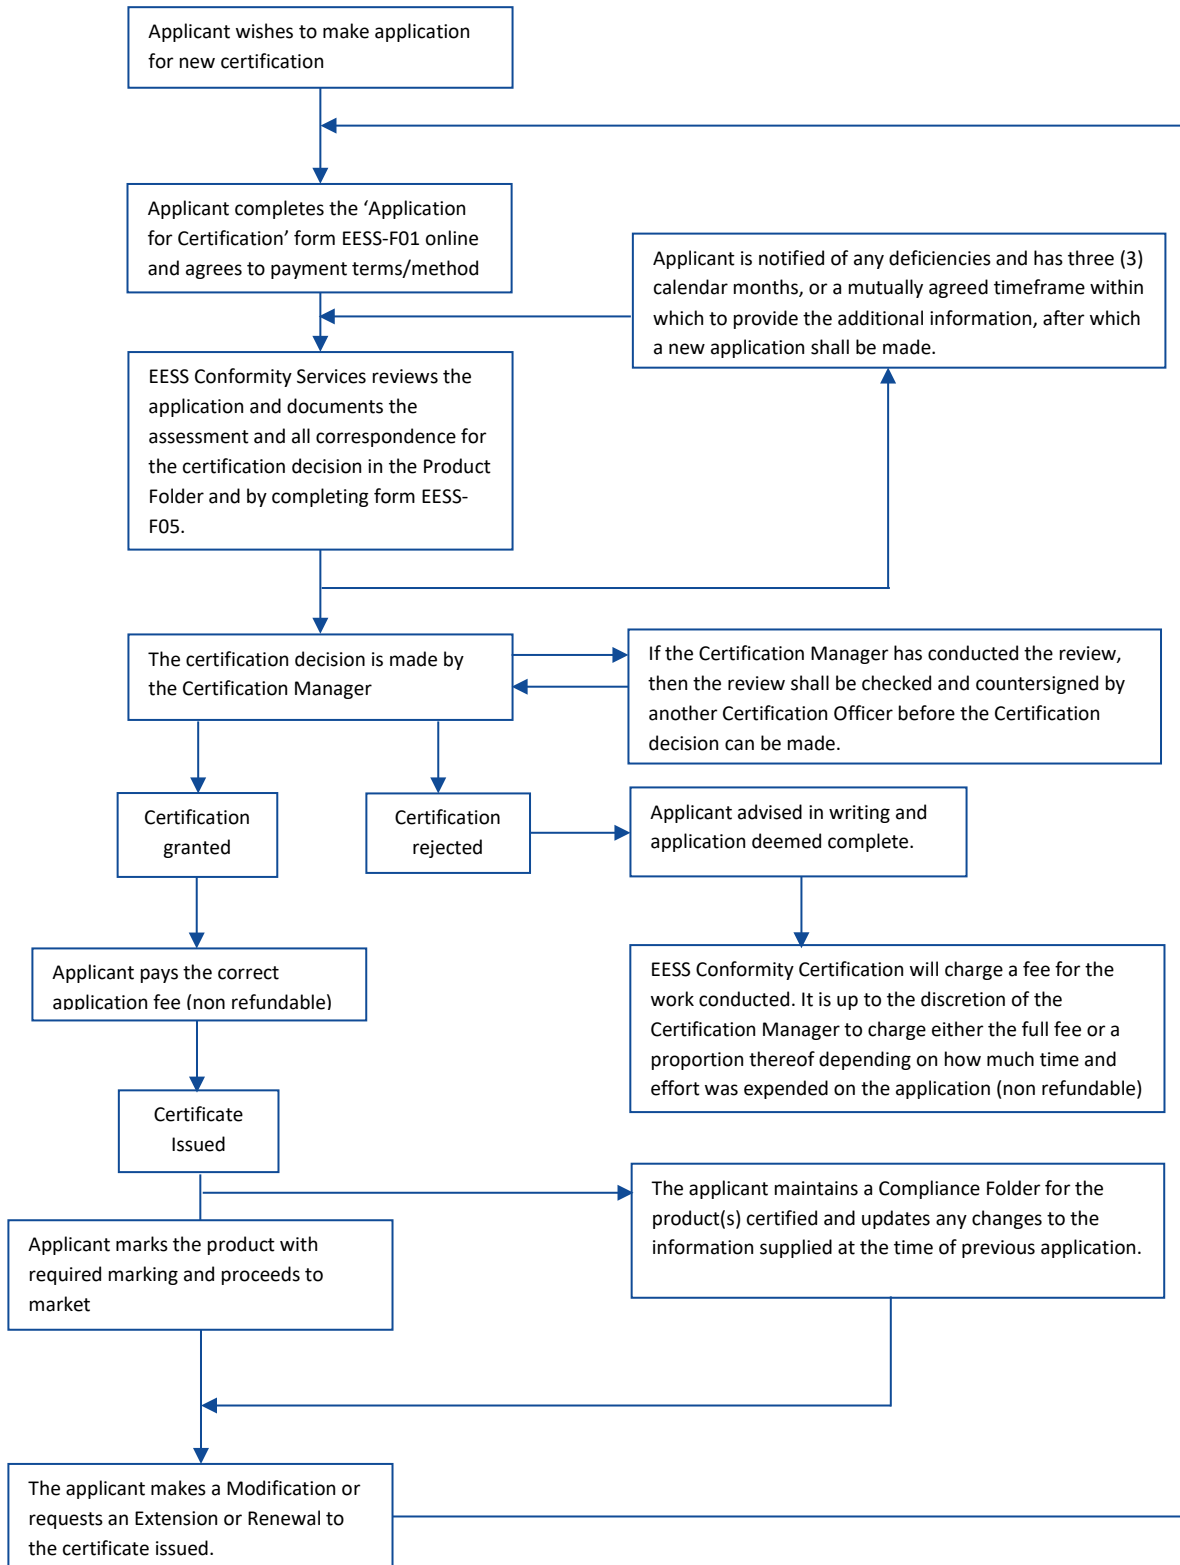 Applicant wishes to make application
for new certification
Applicant completes the ‘Application
for Certification’ form EESS-F01 online
and agrees to payment terms/method
Applicant is notified of any deficiencies and has three (3)
calendar months, or a mutually agreed timeframe within
which to provide the additional information, after which
a new application shall be made.
EESS Conformity Services reviews the
application and documents the
assessment and all correspondence for
the certification decision in the Product
Folder and by completing form EESS-
F05.
The certification decision is made by
the Certification Manager
If the Certification Manager has conducted the review,
then the review shall be checked and countersigned by
another Certification Officer before the Certification
decision can be made.
Certification
granted
Certification
rejected
Applicant advised in writing and
application deemed complete.
Applicant pays the correct
application fee (non refundable)
EESS Conformity Certification will charge a fee for the
work conducted. It is up to the discretion of the
Certification Manager to charge either the full fee or a
proportion thereof depending on how much time and
effort was expended on the application (non refundable)
Certificate
Issued
The applicant maintains a Compliance Folder for the
product(s) certified and updates any changes to the
information supplied at the time of previous application.
Applicant marks the product with
required marking and proceeds to
market
The applicant makes a Modification or
requests an Extension or Renewal to
the certificate issued.